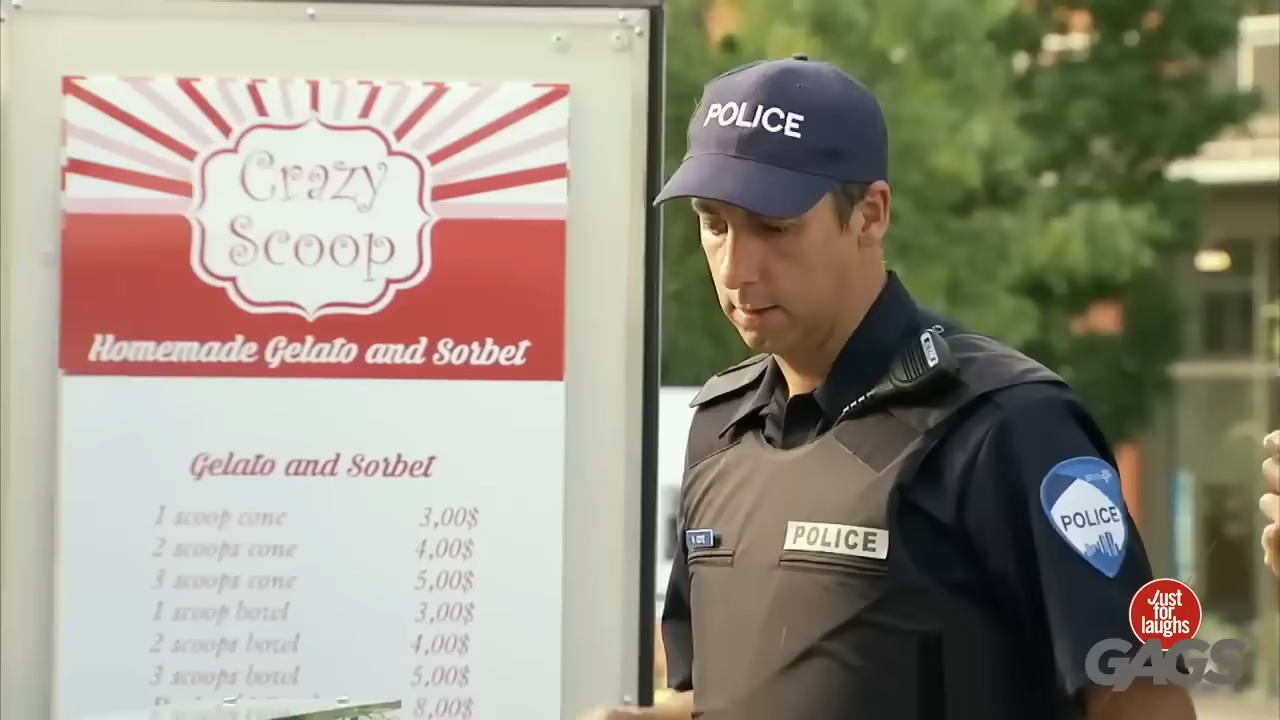 Crazy
Scoop
Homemade Gelato and Sorbet
Gelato and Sorbet
1 scoop cone 3,00$
2 scoops cone 4,00$
3 scoops cone 5,00$
1 scoop bowl 3,00$
2 scoops bowl 4,00$
3 scoops bowl 5,00$
8,00$
POLICE
POLICE
POLICE
Just
for
laughs
GAGS